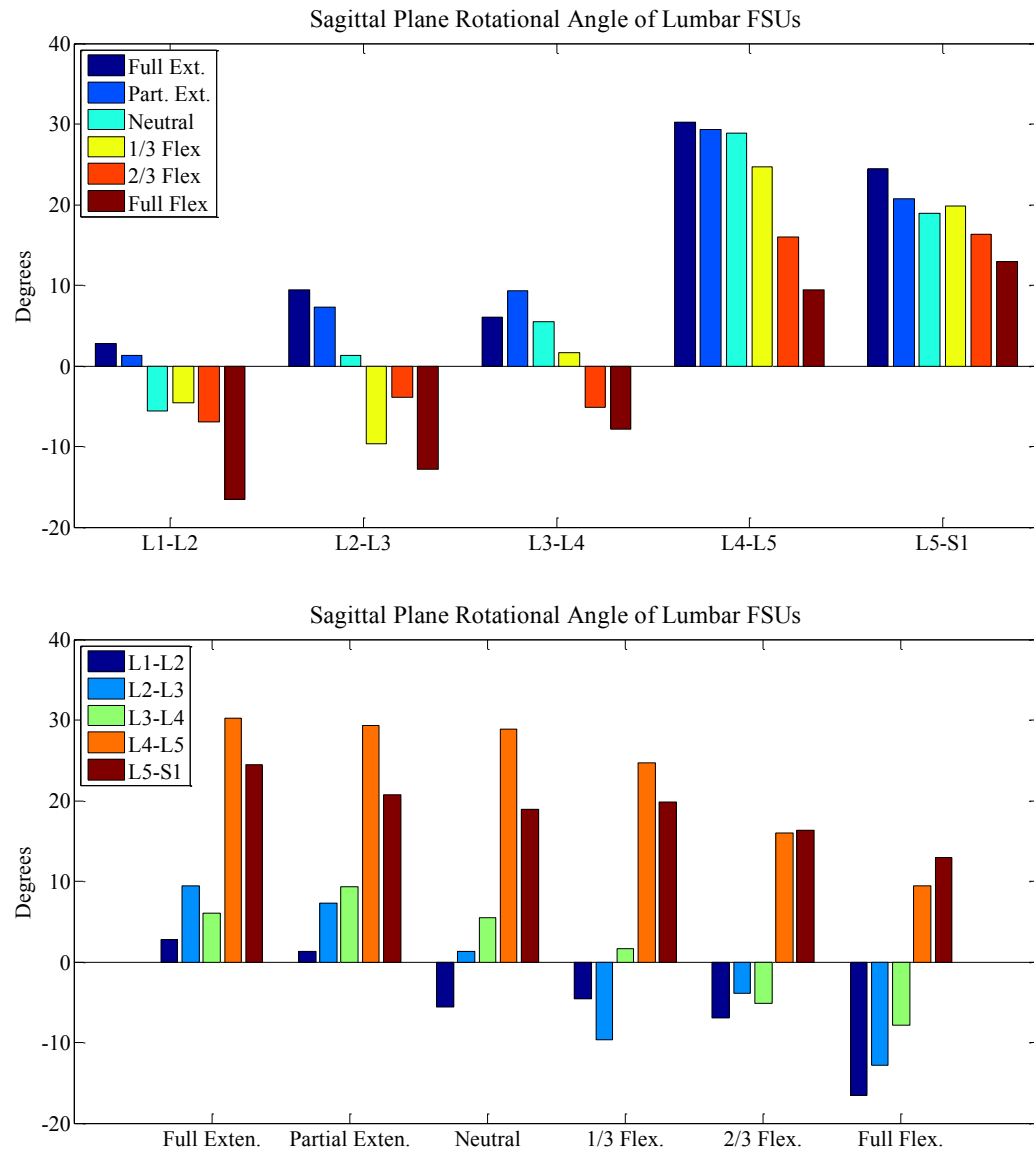 Sagittal Plane Rotational Angle of Lumbar FSUs
40
30
20
10
0
-10
-20
Degrees
Full Ext.
Part. Ext.
Neutral
1/3 Flex
2/3 Flex
Full Flex
L1-L2 L2-L3 L3-L4 L4-L5 L5-S1
Sagittal Plane Rotational Angle of Lumbar FSUs
40
30
20
10
0
-10
-20
Degrees
L1-L2
L2-L3
L3-L4
L4-L5
L5-S1
Full Exten. Partial Exten. Neutral 1/3 Flex. 2/3 Flex. Full Flex.